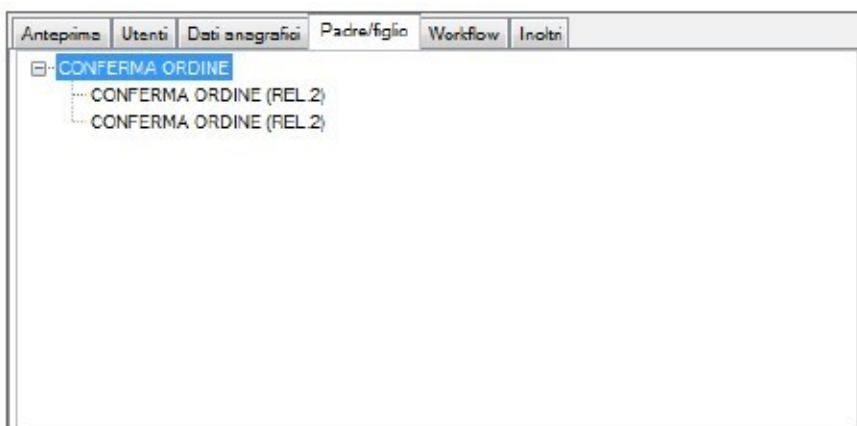 Anteprima Utenti Dati anagrafici Padre/figlio Workflow Inoltri
CONFERMA ORDINE
CONFERMA ORDINE (REL.2)
CONFERMA ORDINE (REL.2)